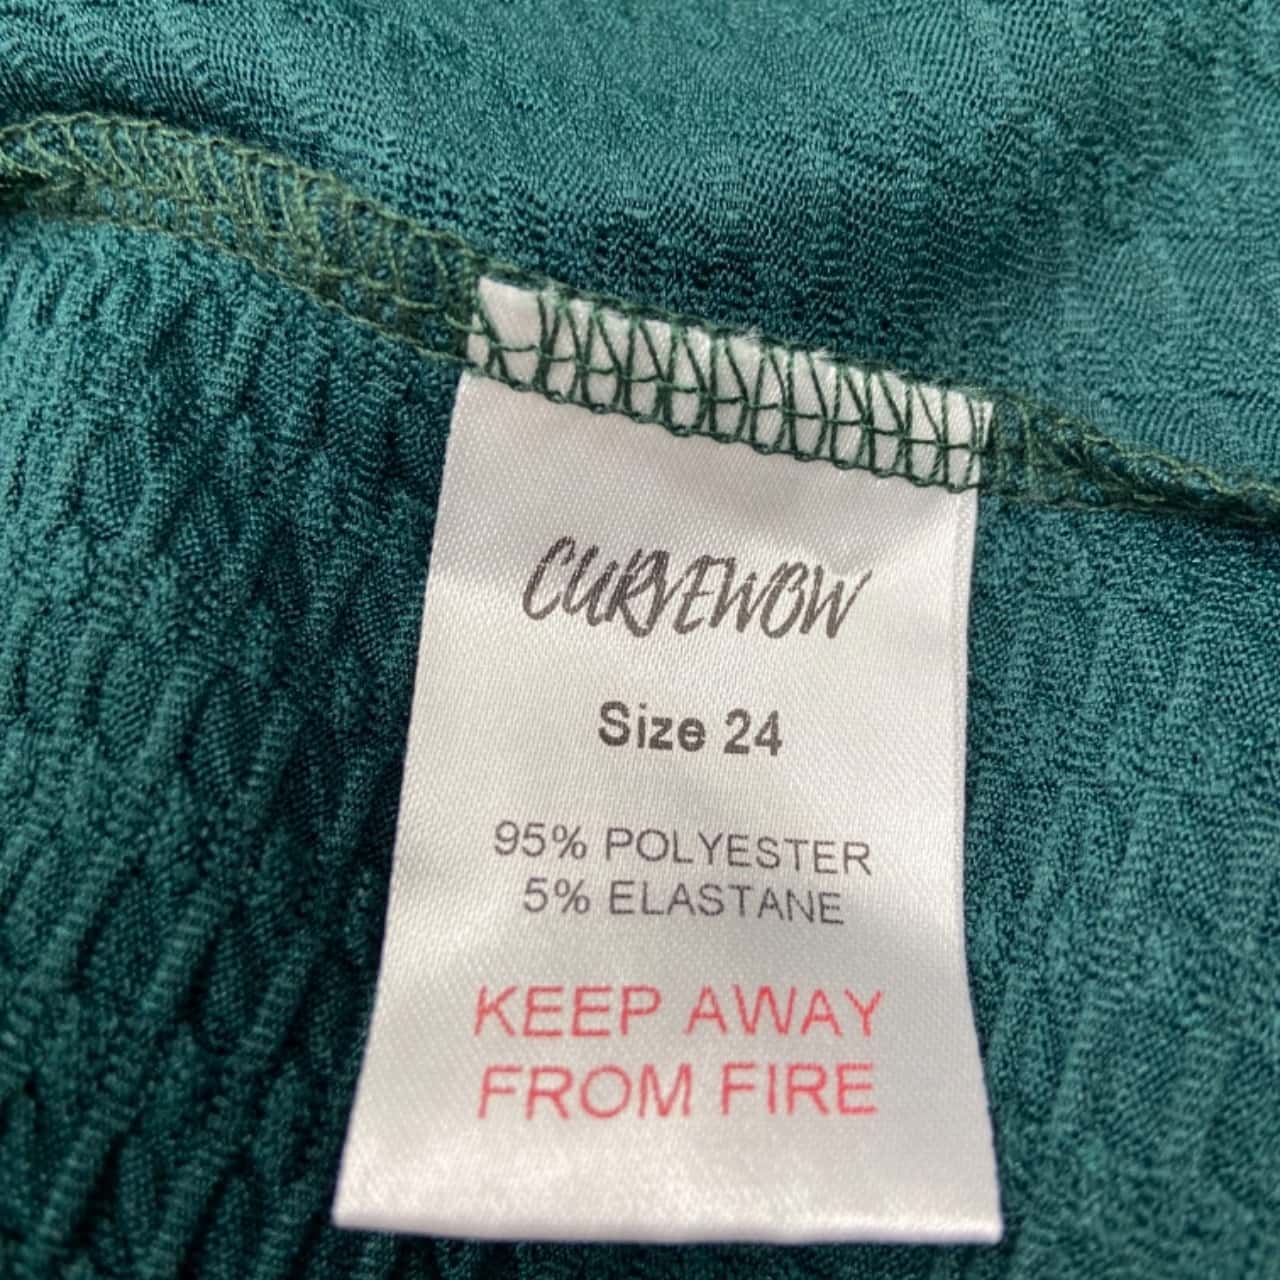 CURVEWOW
Size 24
95% POLYESTER
5% ELASTANE
KEEP AWAY
FROM FIRE